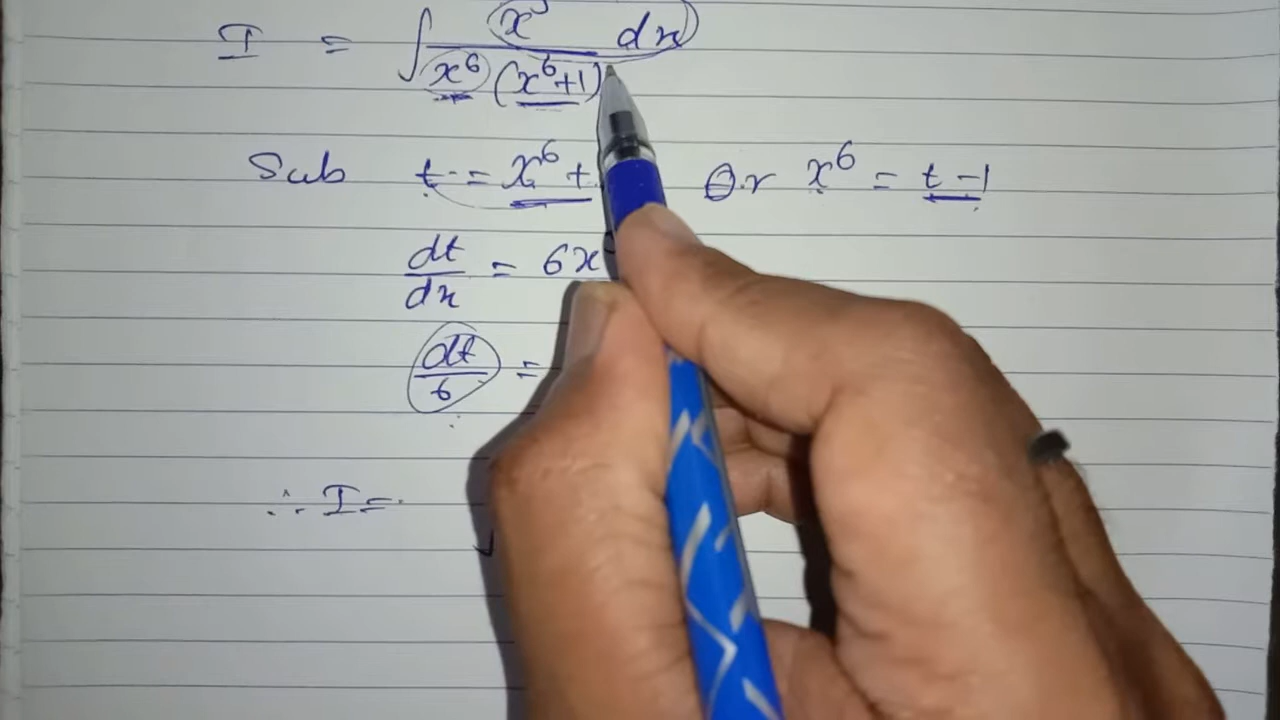 I = ∫ x⁵ dx / x⁶ (x⁶+1)
Sub t = x⁶ + Or x⁶ = t - 1
dt/dx = 6x
dt/6 =
∴ I =